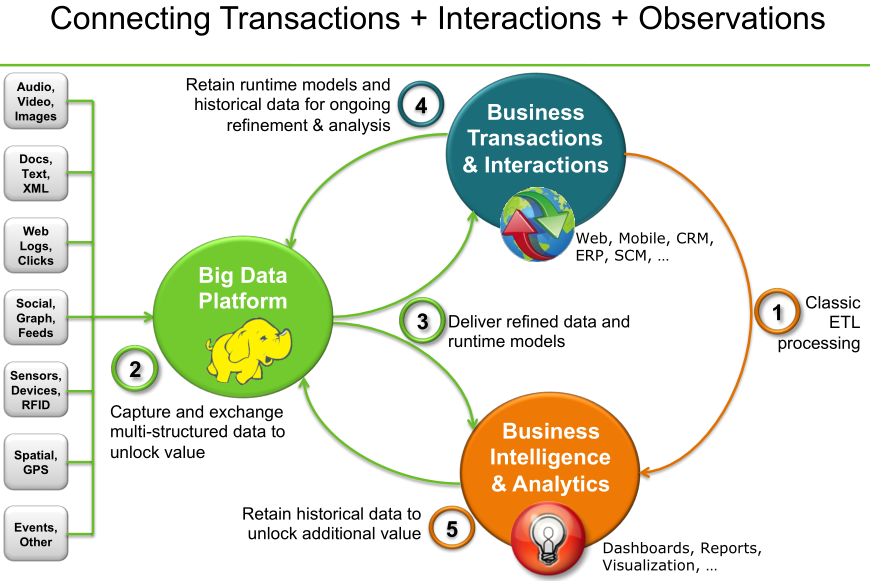 Connecting Transactions + Interactions + Observations
Audio,
Video,
Images
Docs,
Text,
XML
Web
Logs,
Clicks
Social,
Graph,
Feeds
Sensors,
Devices,
RFID
Spatial,
GPS
Events,
Other
Retain runtime models and
historical data for ongoing
refinement & analysis
4
Business
Transactions
& Interactions
Web, Mobile, CRM,
ERP, SCM, …
Big Data
Platform
3
Deliver refined data and
runtime models
1
Classic
ETL
processing
2
Capture and exchange
multi-structured data to
unlock value
Business
Intelligence
& Analytics
Retain historical data to
unlock additional value
5
Dashboards, Reports,
Visualization, …